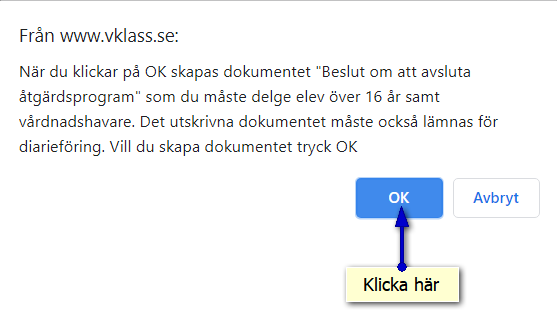 Från www.vklass.se:
När du klickar på OK skapas dokumentet "Beslut om att avsluta
åtgärdsprogram" som du måste delge elev över 16 år samt
vårdnadshavare. Det utskrivna dokumentet måste också lämnas för
diarieföring. Vill du skapa dokumentet tryck OK
OK Avbryt
Klicka här